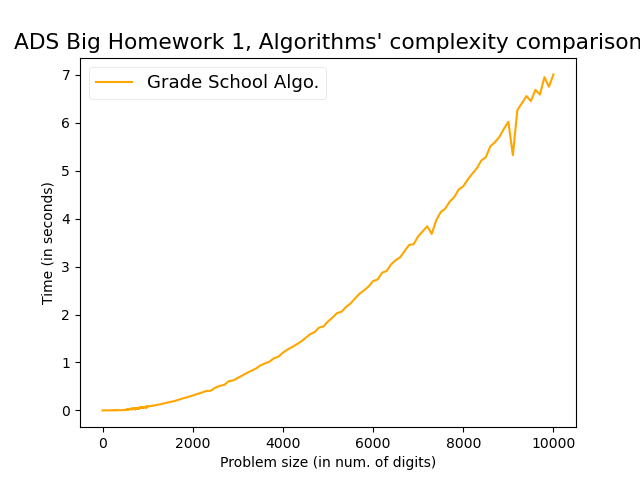 ADS Big Homework 1, Algorithms' complexity comparison
Grade School Algo.
7
6
5
4
3
2
1
0
Time (in seconds)
0 2000 4000 6000 8000 10000
Problem size (in num. of digits)